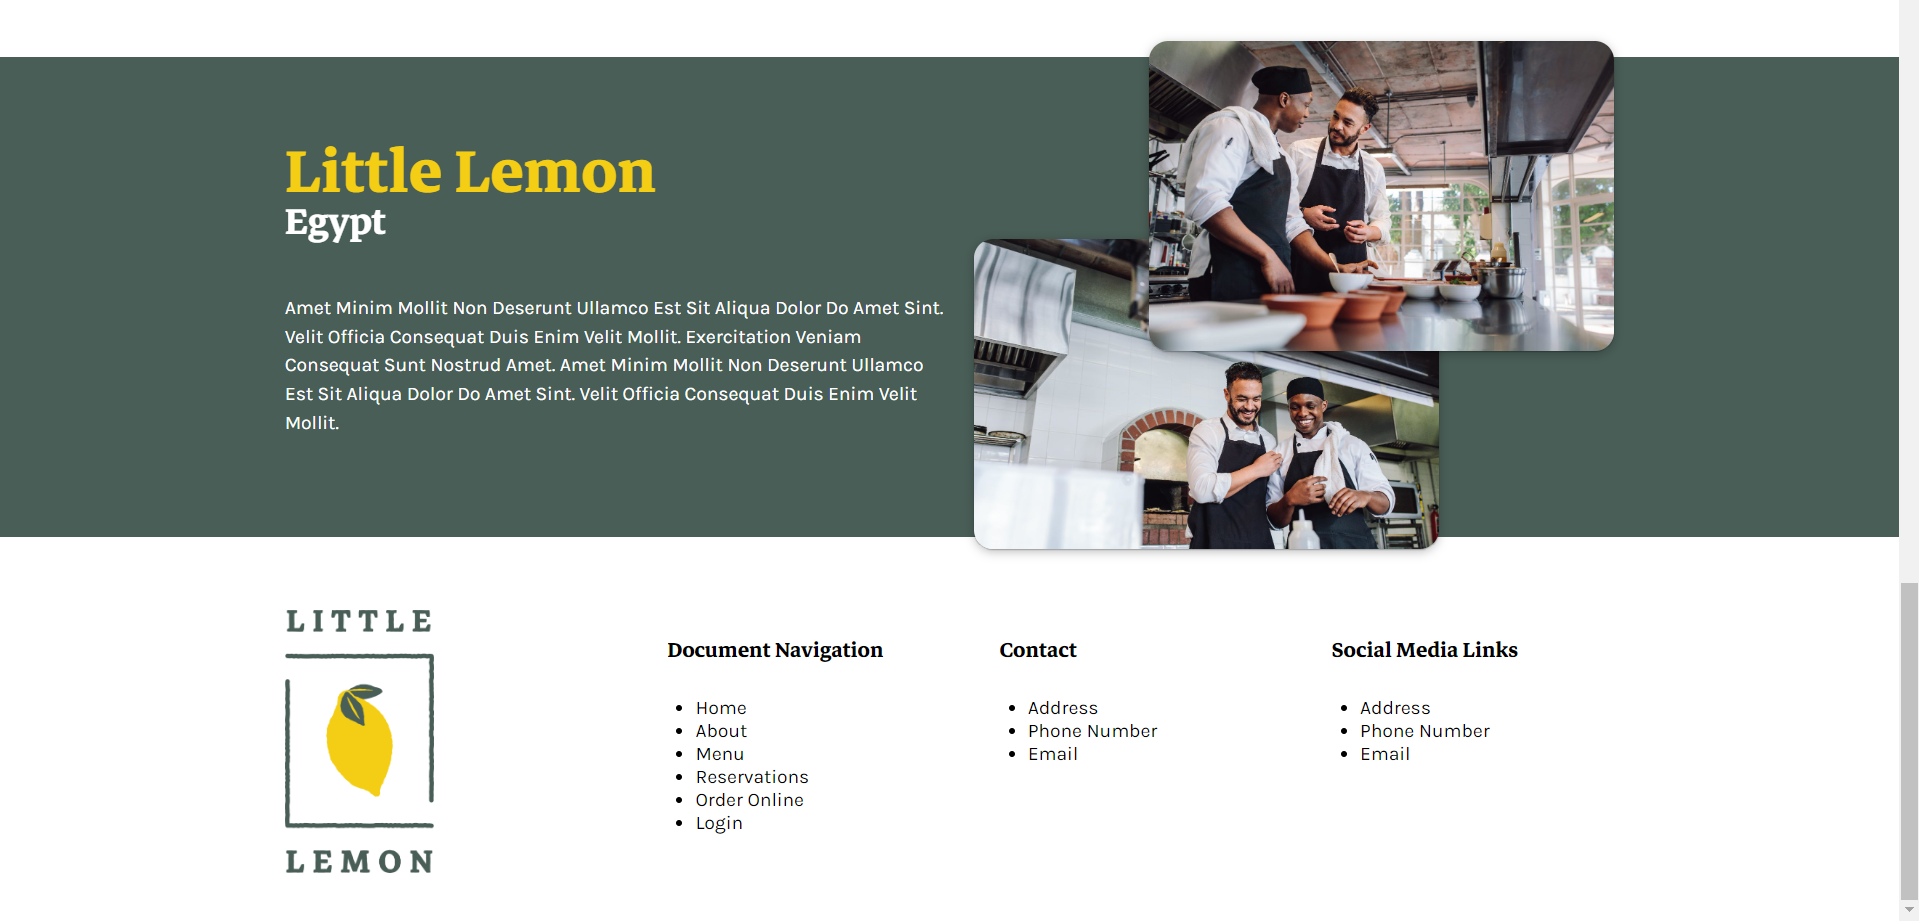 Little Lemon
Egypt
Amet Minim Mollit Non Deserunt Ullamco Est Sit Aliqua Dolor Do Amet Sint.
Velit Officia Consequat Duis Enim Velit Mollit. Exercitation Veniam
Consequat Sunt Nostrud Amet. Amet Minim Mollit Non Deserunt Ullamco
Est Sit Aliqua Dolor Do Amet Sint. Velit Officia Consequat Duis Enim Velit
Mollit.
LITTLE
LEMON
Document Navigation
Home
About
Menu
Reservations
Order Online
Login
Contact
Address
Phone Number
Email
Social Media Links
Address
Phone Number
Email